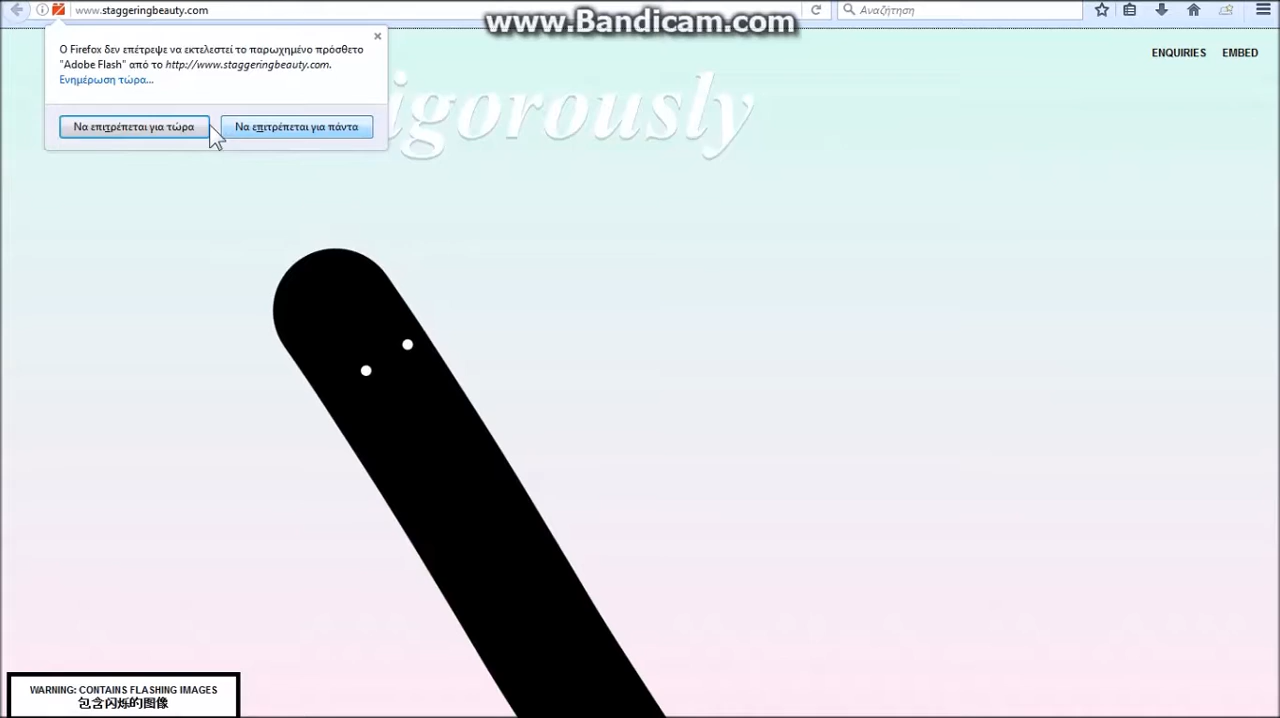 www.staggeringbeauty.com
www.Bandicam.com
Αναζήτηση
Ο Firefox δεν επέτρεψε να εκτελεστεί το παρωχημένο πρόσθετο
"Adobe Flash" από το http://www.staggeringbeauty.com.
Ενημέρωση τώρα...
Να επιτρέπεται για τώρα
Να επιτρέπεται για πάντα
ENQUIRIES EMBED
igorously
WARNING: CONTAINS FLASHING IMAGES
包含闪烁的图像